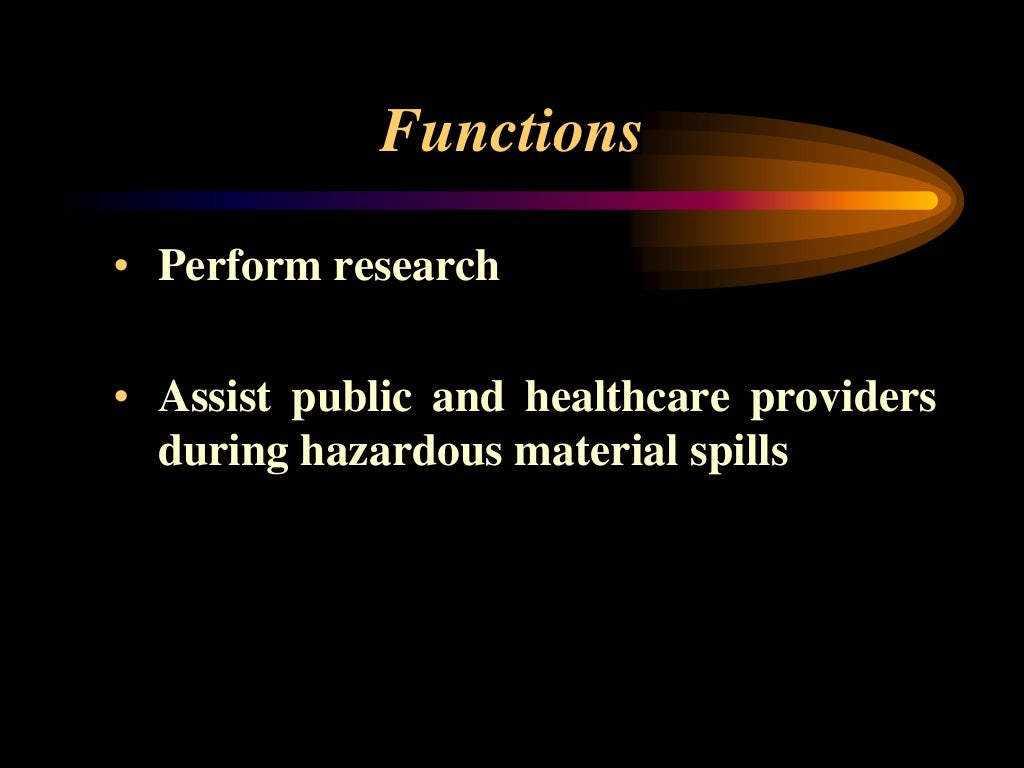 Functions
• Perform research
• Assist public and healthcare providers
during hazardous material spills